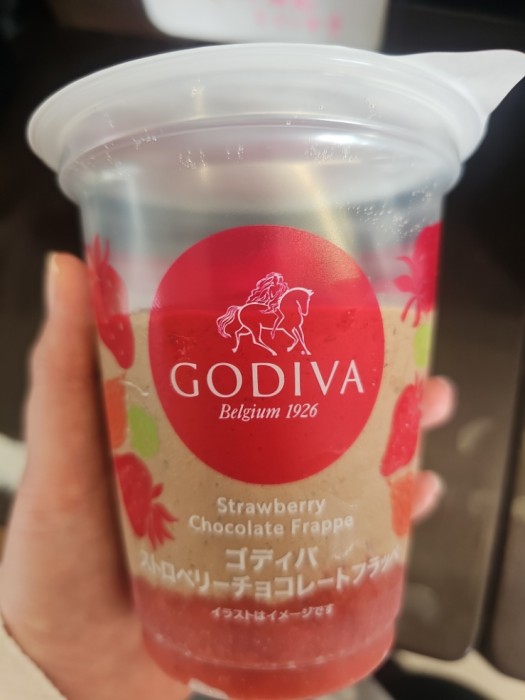 GODIVA
Belgium 1926
Strawberry
Chocolate Frappe
ゴディバ
ストロベリーチョコレートフラッペ
イラストはイメージです